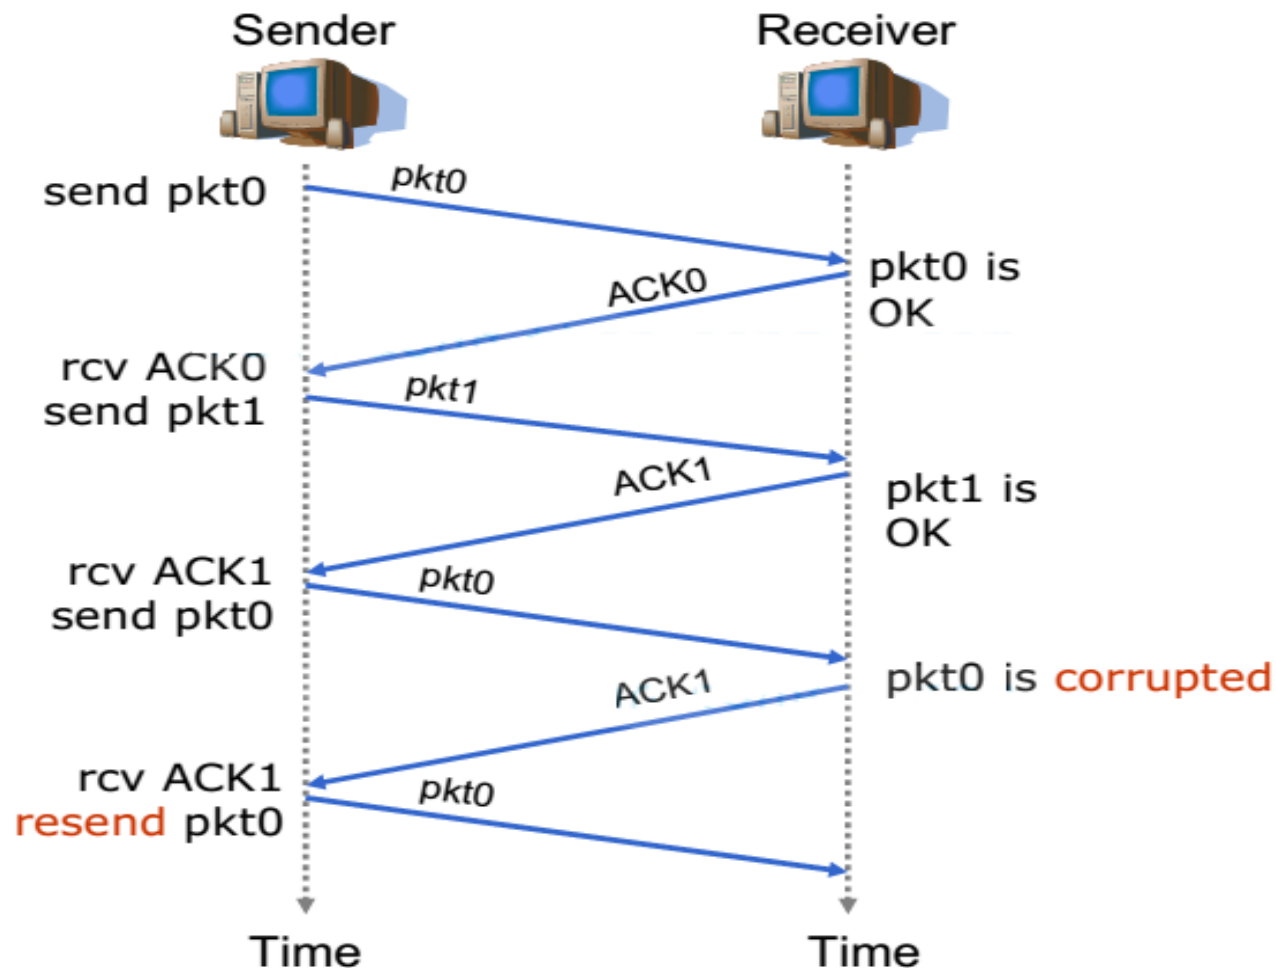 Sender
Receiver
send pkt0
pkt0
pkt0 is
OK
ACK0
rcv ACK0
send pkt1
pkt1
ACK1
pkt1 is
OK
rcv ACK1
send pkt0
pkt0
pkt0 is corrupted
ACK1
rcv ACK1
resend pkt0
pkt0
Time
Time